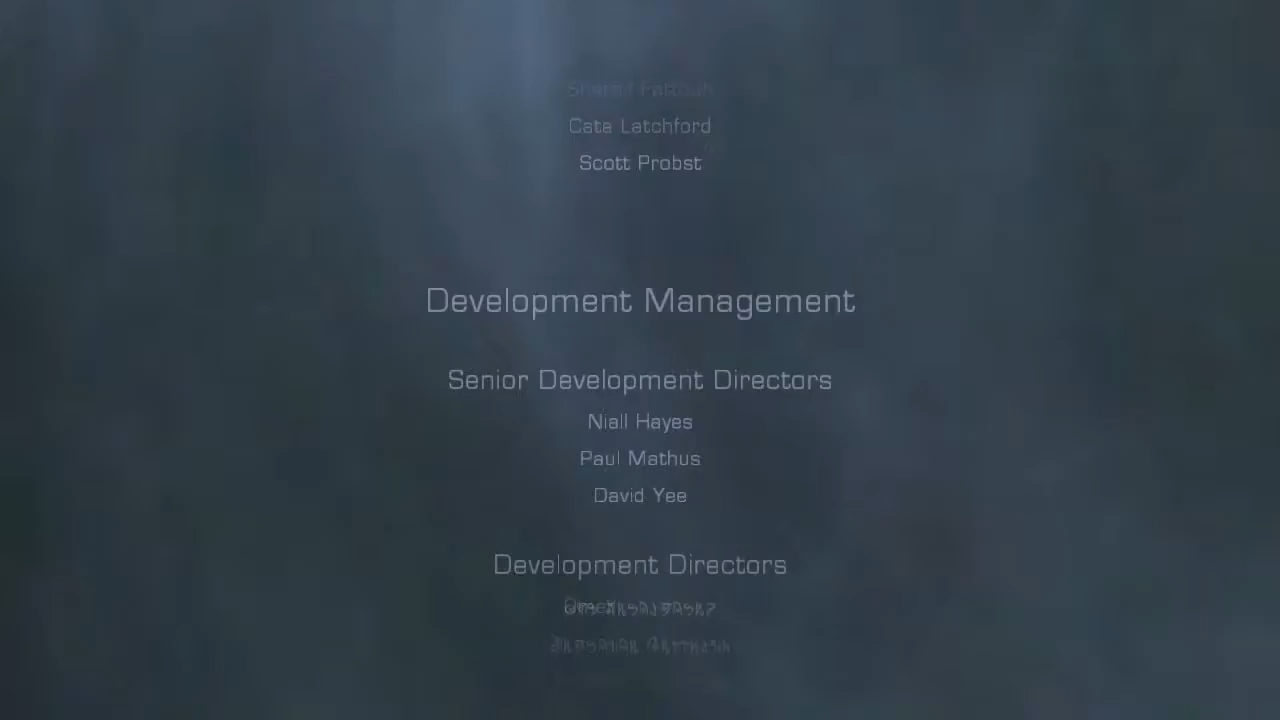 Cate Latchford
Scott Probst
Development Management
Senior Development Directors
Niall Hayes
Paul Mathus
David Yee
Development Directors